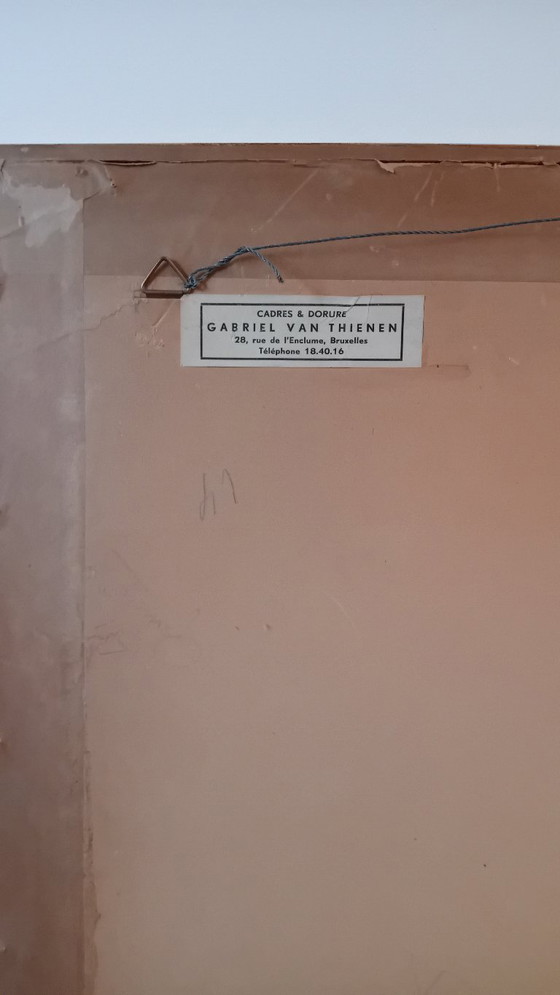 CADRES & DORURE
GABRIEL VAN THIENEN
28, rue de l'Enclume, Bruxelles
Téléphone 18.40.16